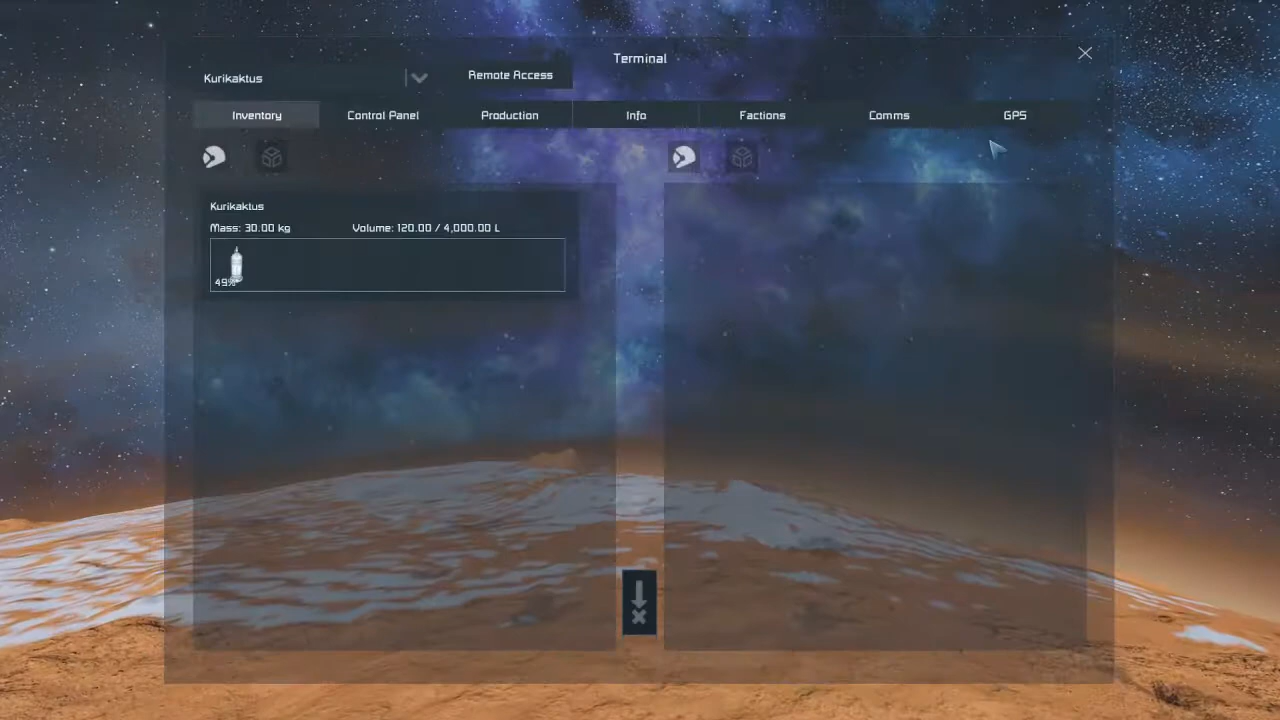 Terminal
Kurikaktus
Remote Access
Inventory
Control Panel
Production
Info
Factions
Comms
GPS
Kurikaktus
Mass: 30.00 kg Volume: 120.00 / 4,000.00 L
49%